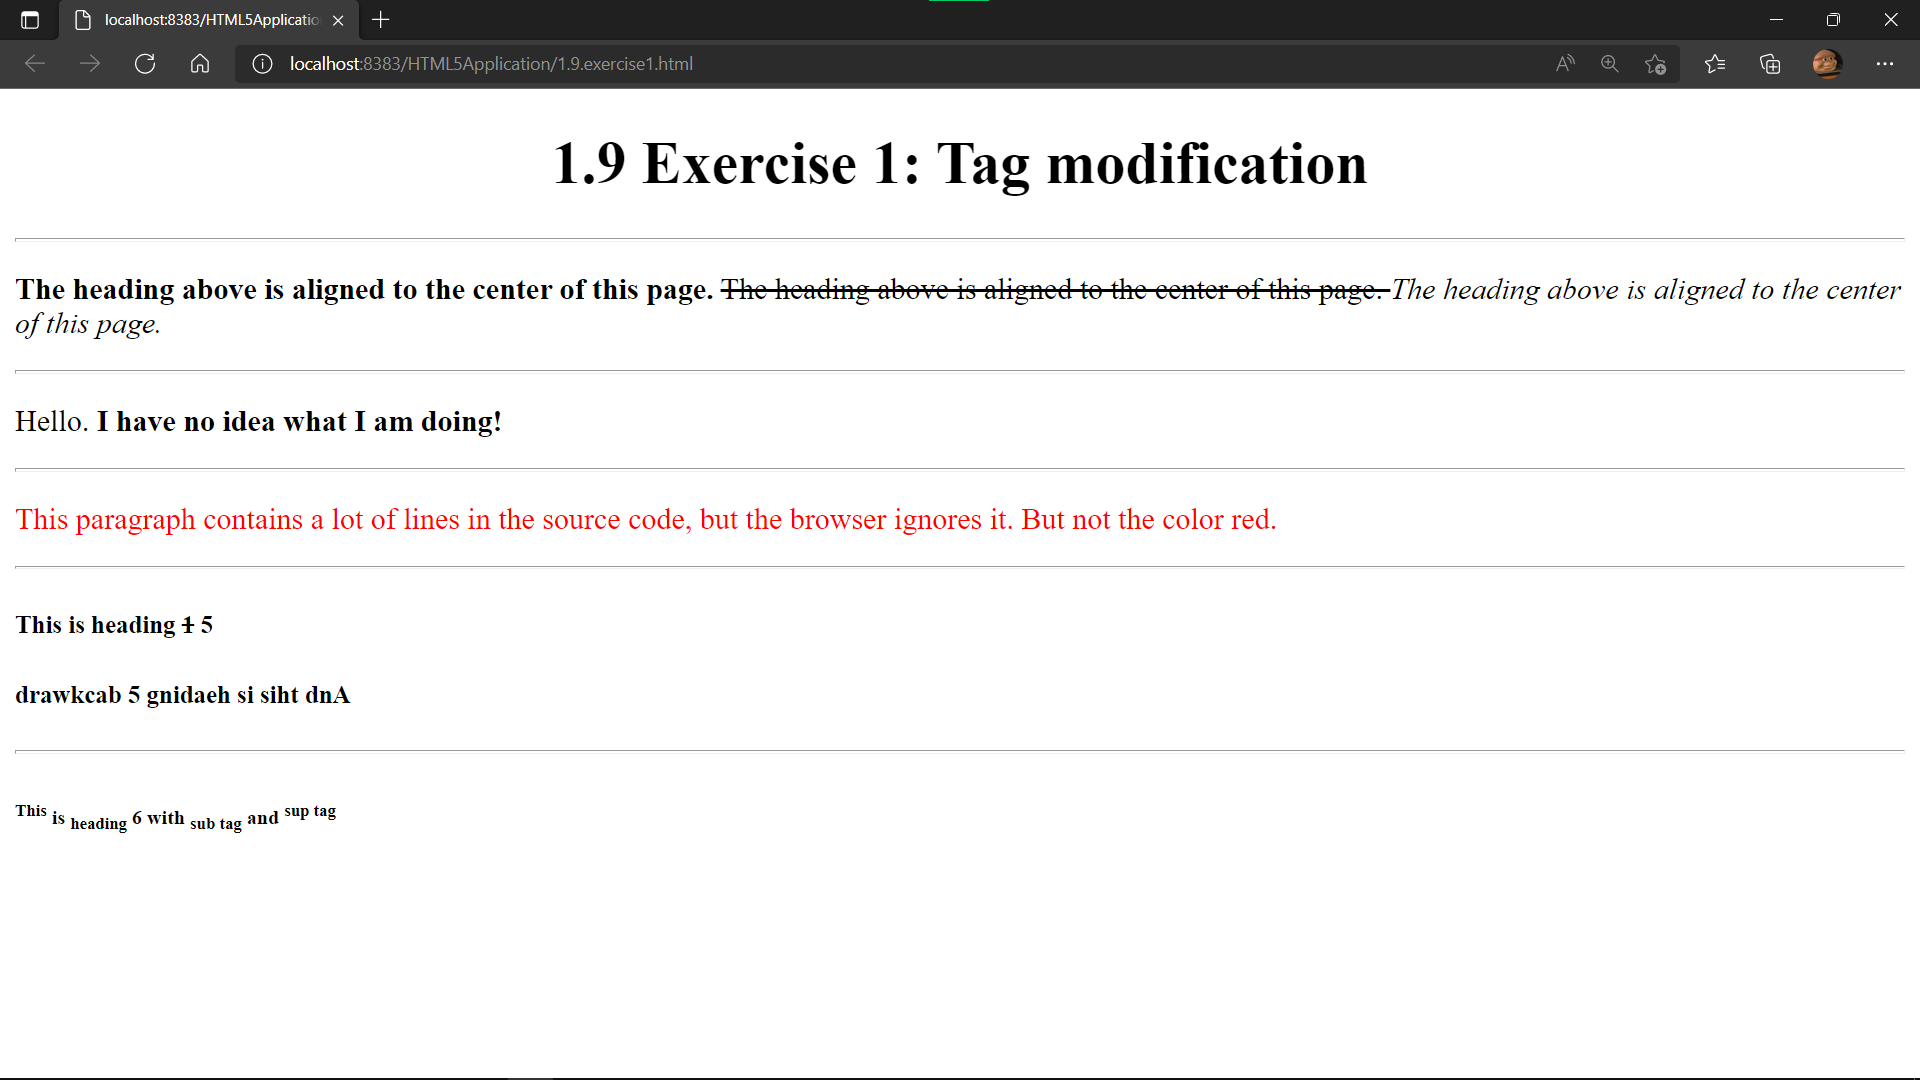 localhost:8383/HTML5Applicatio
localhost:8383/HTML5Application/1.9.exercise1.html
1.9 Exercise 1: Tag modification
The heading above is aligned to the center of this page. The heading above is aligned to the center of this page. The heading above is aligned to the center
of this page.
Hello. I have no idea what I am doing!
This paragraph contains a lot of lines in the source code, but the browser ignores it. But not the color red.
This is heading 1 5
drawkcab 5 gnidaeh si siht dnA
This is heading 6 with sub tag and sup tag